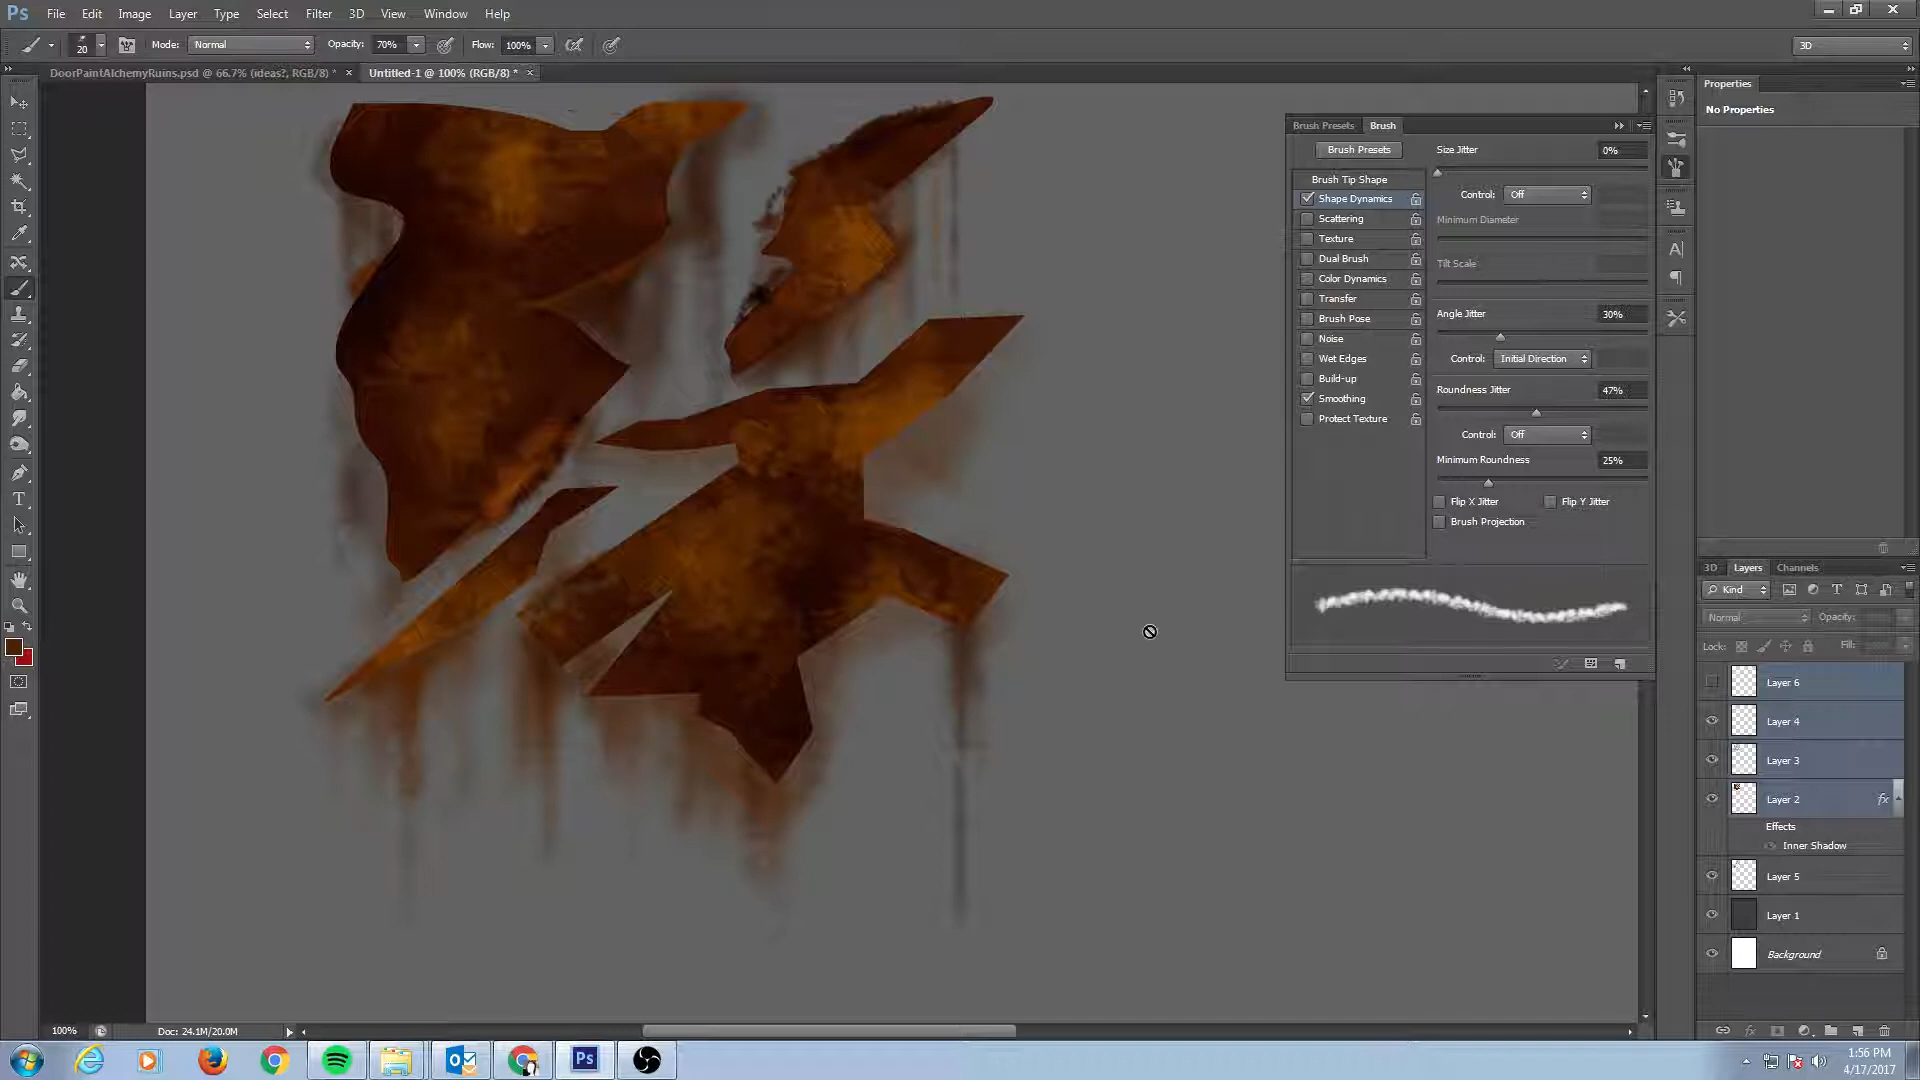 Ps File Edit Image Layer Type Select Filter 3D View Window Help
20 Mode: Normal Opacity: 70% Flow: 100% 3D
DoorPaintAlchemyRuins.psd @ 66.7% (ideas?, RGB/8) * × Untitled-1 @ 100% (RGB/8) * ×
Properties
No Properties
Brush Presets Brush
Brush Presets
Brush Tip Shape
Shape Dynamics
Scattering
Texture
Dual Brush
Color Dynamics
Transfer
Brush Pose
Noise
Wet Edges
Build-up
Smoothing
Protect Texture
Size Jitter 0%
Control: Off
Minimum Diameter
Tilt Scale
Angle Jitter 30%
Control: Initial Direction
Roundness Jitter 47%
Control: Off
Minimum Roundness 25%
Flip X Jitter Flip Y Jitter
Brush Projection
3D Layers Channels
Kind
Normal Opacity:
Lock: Fill:
Layer 6
Layer 4
Layer 3
Layer 2 fx
Effects
Inner Shadow
Layer 5
Layer 1
Background
100% Doc: 24.1M/20.0M
1:56 PM
4/17/2017